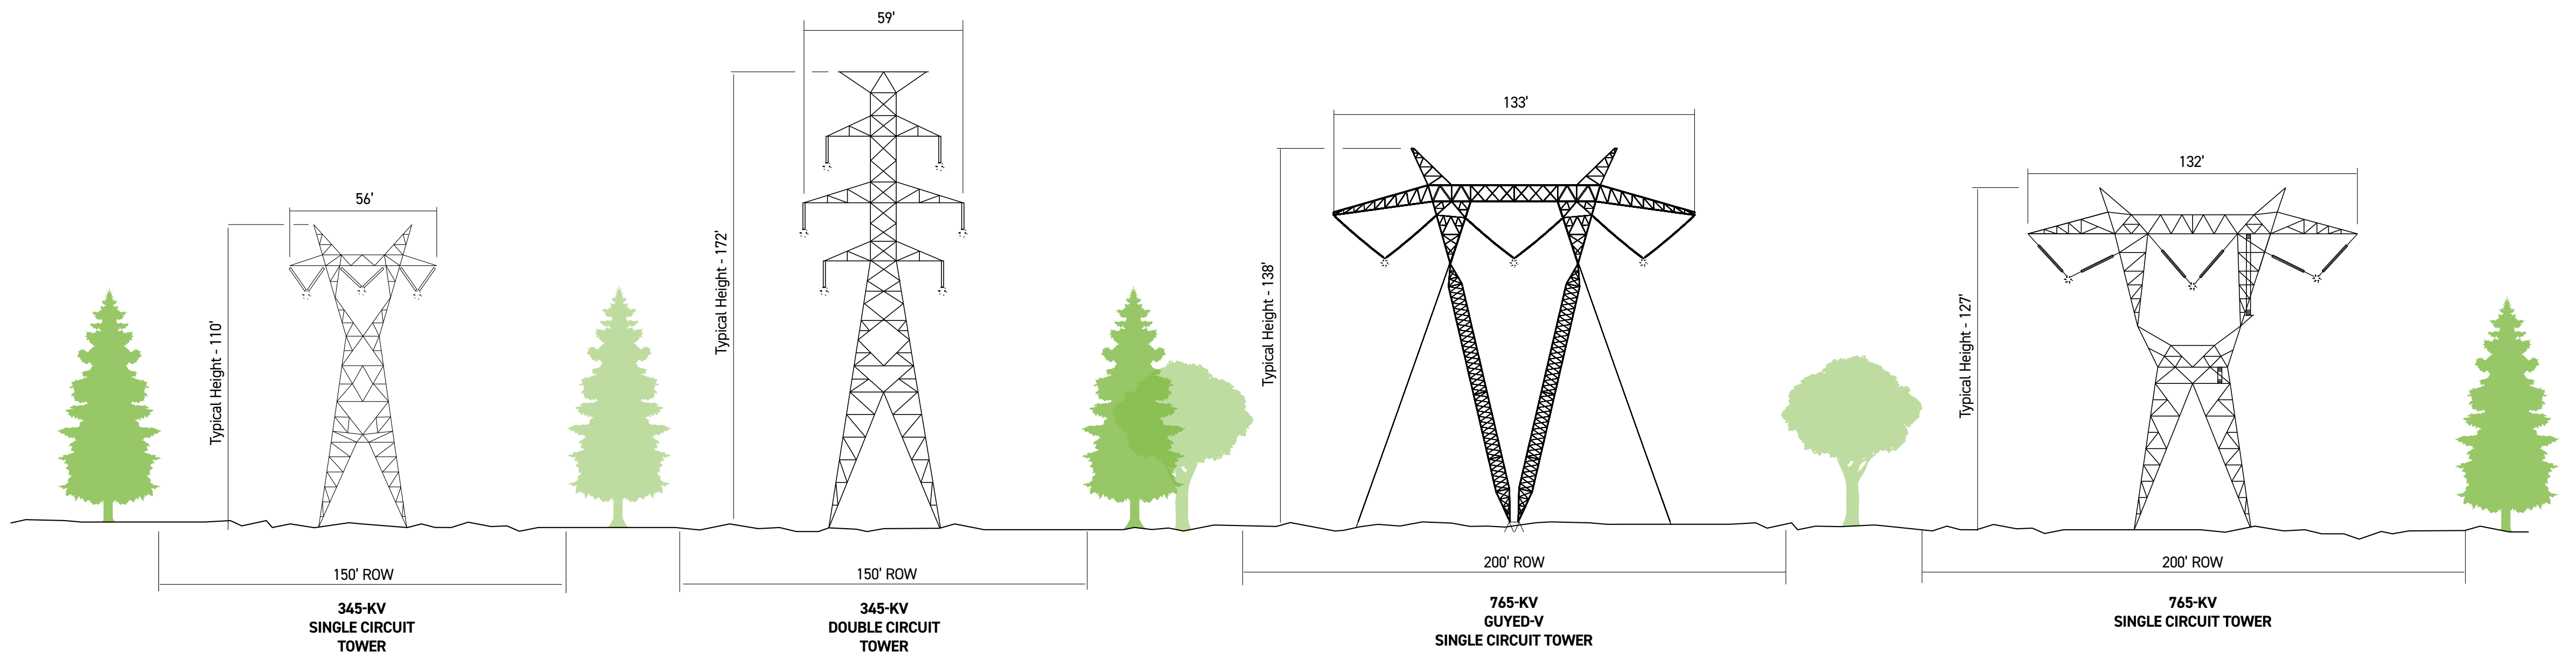 56'
Typical Height - 110'
150' ROW
345-KV
SINGLE CIRCUIT
TOWER
59'
Typical Height - 172'
150' ROW
345-KV
DOUBLE CIRCUIT
TOWER
133'
Typical Height - 138'
200' ROW
765-KV
GUYED-V
SINGLE CIRCUIT TOWER
132'
Typical Height - 127'
200' ROW
765-KV
SINGLE CIRCUIT TOWER